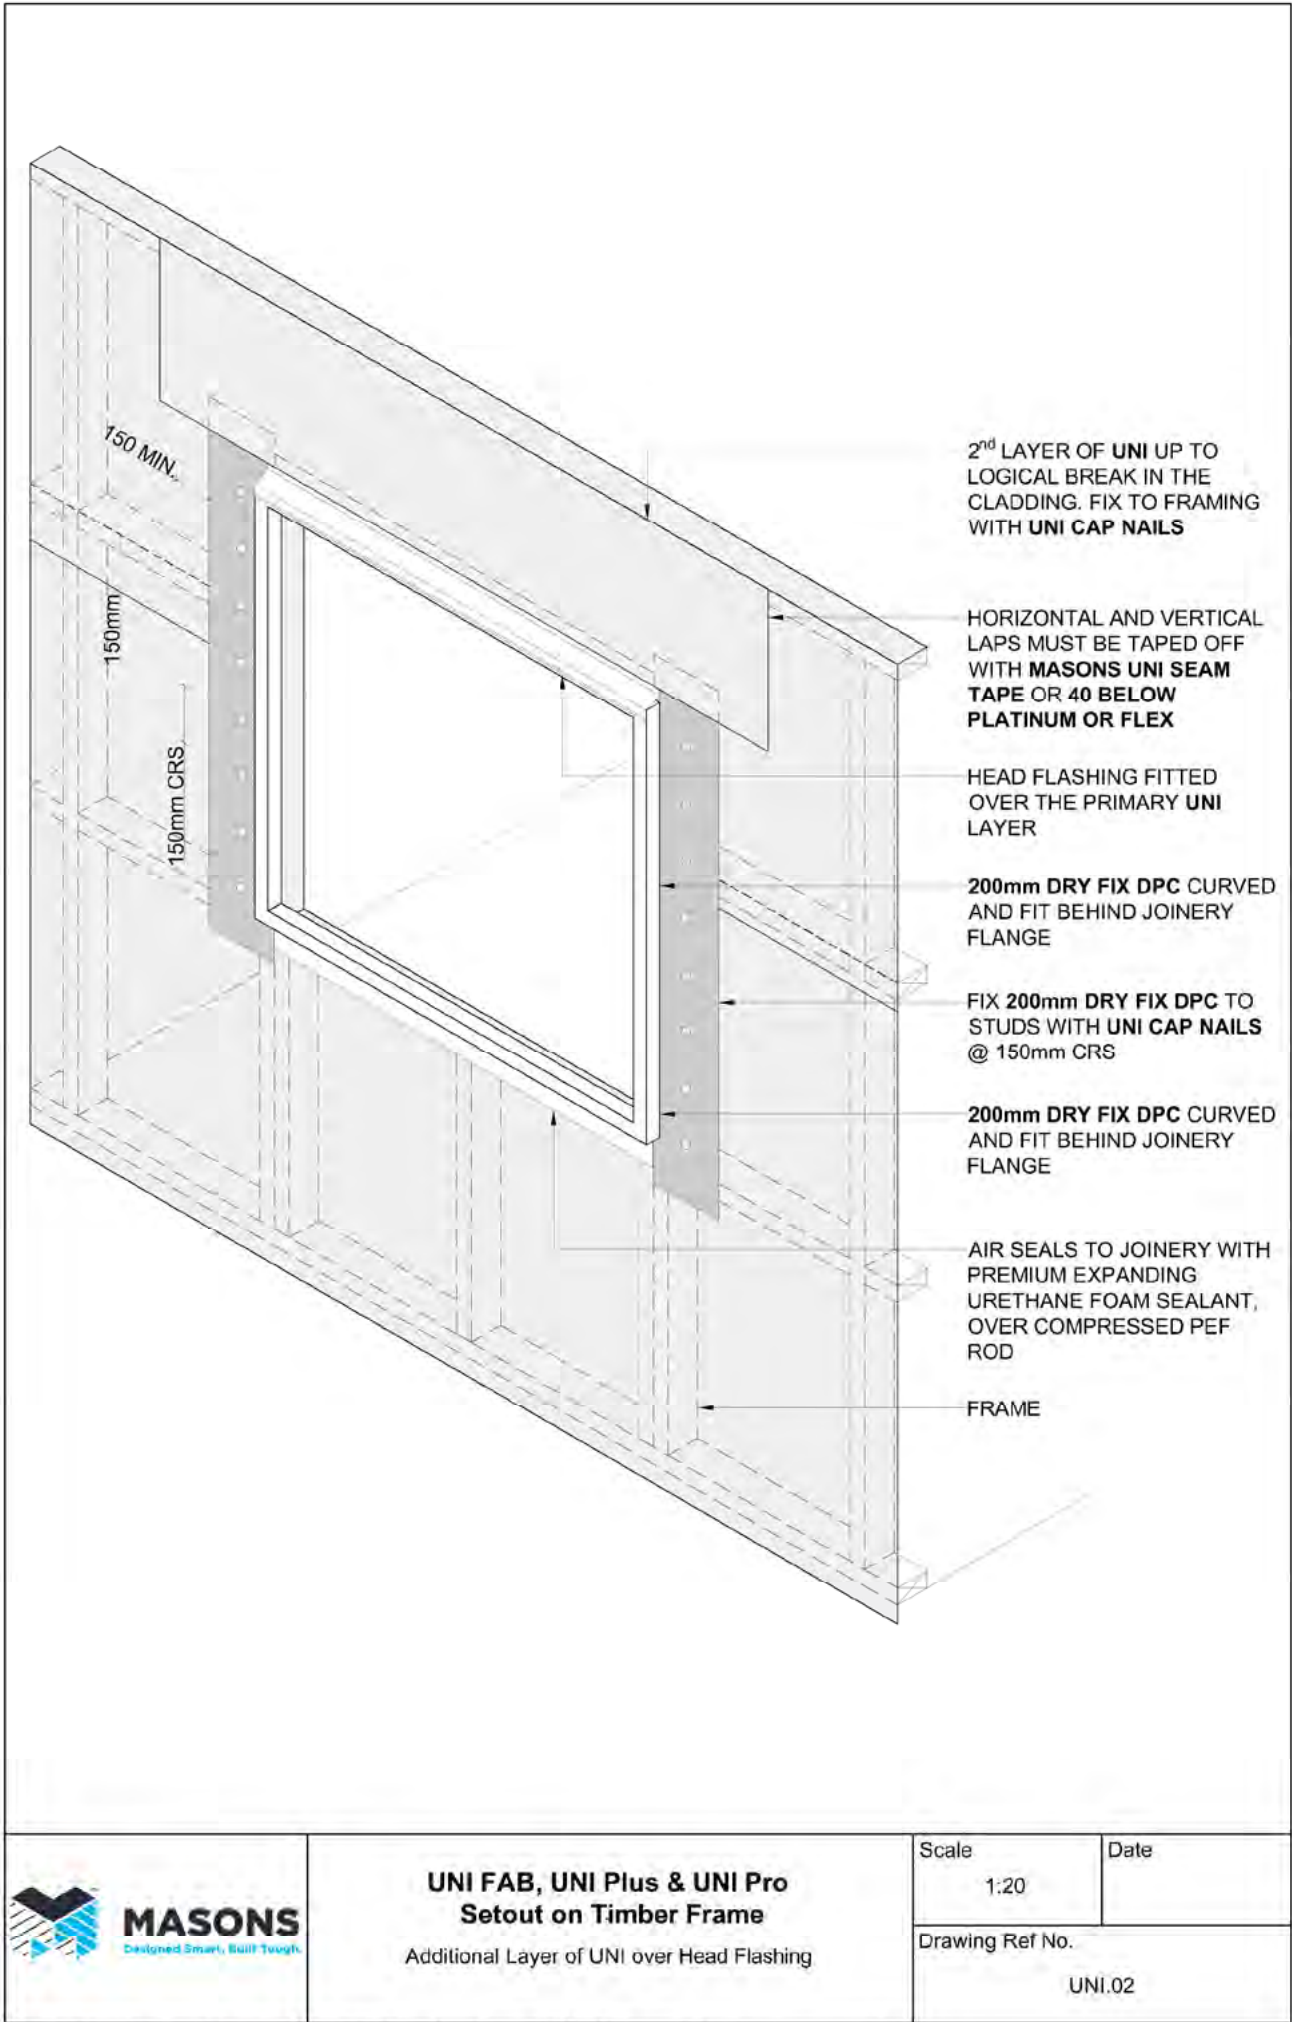 150 MIN.
150mm
150mm CRS
2nd LAYER OF UNI UP TO
LOGICAL BREAK IN THE
CLADDING. FIX TO FRAMING
WITH UNI CAP NAILS
HORIZONTAL AND VERTICAL
LAPS MUST BE TAPED OFF
WITH MASONS UNI SEAM
TAPE OR 40 BELOW
PLATINUM OR FLEX
HEAD FLASHING FITTED
OVER THE PRIMARY UNI
LAYER
200mm DRY FIX DPC CURVED
AND FIT BEHIND JOINERY
FLANGE
FIX 200mm DRY FIX DPC TO
STUDS WITH UNI CAP NAILS
@ 150mm CRS
200mm DRY FIX DPC CURVED
AND FIT BEHIND JOINERY
FLANGE
AIR SEALS TO JOINERY WITH
PREMIUM EXPANDING
URETHANE FOAM SEALANT,
OVER COMPRESSED PEF
ROD
FRAME
MASONS
Designed Smart, Built Tough.
UNI FAB, UNI Plus & UNI Pro
Setout on Timber Frame
Additional Layer of UNI over Head Flashing
Scale
1:20
Date
Drawing Ref No.
UNI.02